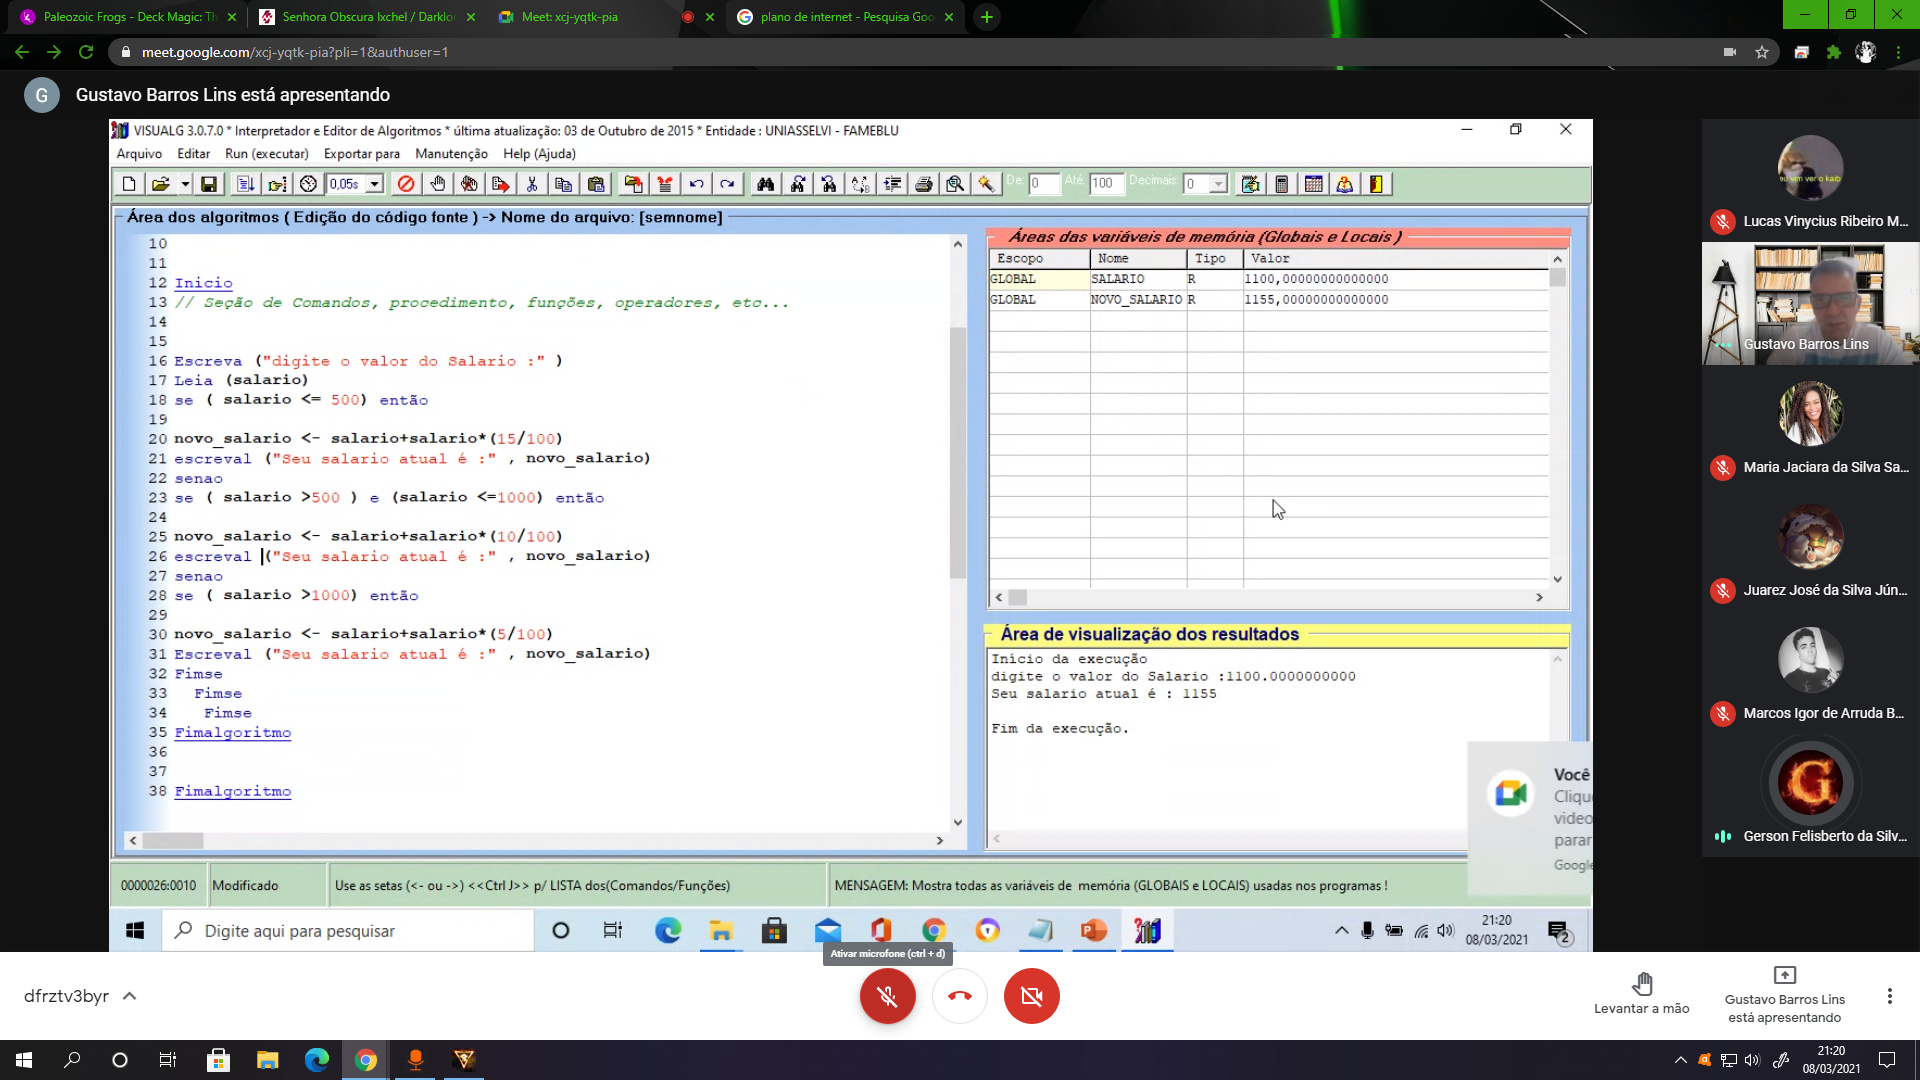 Paleozoic Frogs - Deck Magic: Th
Senhora Obscura Ixchel / Darklor
Meet: xcj-yqtk-pia
plano de internet - Pesquisa Goo
meet.google.com/xcj-yqtk-pia?pli=1&authuser=1
G
Gustavo Barros Lins está apresentando
VISUALG 3.0.7.0 * Interpretador e Editor de Algoritmos * última atualização: 03 de Outubro de 2015 * Entidade : UNIASSELVI - FAMEBLU
Arquivo Editar Run (executar) Exportar para Manutenção Help (Ajuda)
0,05s De: 0 Até: 100 Decimais: 0
Área dos algoritmos ( Edição do código fonte ) -> Nome do arquivo: [semnome]
10
11
12 Inicio
13 // Seção de Comandos, procedimento, funções, operadores, etc...
14
15
16 Escreva ("digite o valor do Salario :" )
17 Leia (salario)
18 se ( salario <= 500) então
19
20 novo_salario <- salario+salario*(15/100)
21 escreval ("Seu salario atual é :" , novo_salario)
22 senao
23 se ( salario >500 ) e (salario <=1000) então
24
25 novo_salario <- salario+salario*(10/100)
26 escreval ("Seu salario atual é :" , novo_salario)
27 senao
28 se ( salario >1000) então
29
30 novo_salario <- salario+salario*(5/100)
31 Escreval ("Seu salario atual é :" , novo_salario)
32 Fimse
33 Fimse
34 Fimse
35 Fimalgoritmo
36
37
38 Fimalgoritmo
Áreas das variáveis de memória (Globais e Locais )
Escopo Nome Tipo Valor
GLOBAL SALARIO R 1100,00000000000000
GLOBAL NOVO_SALARIO R 1155,00000000000000
Área de visualização dos resultados
Início da execução
digite o valor do Salario :1100.0000000000
Seu salario atual é : 1155
Fim da execução.
Você
Clique
video
parar
Google
0000026:0010 Modificado Use as setas (<- ou ->) <<Ctrl J>> p/ LISTA dos(Comandos/Funções) MENSAGEM: Mostra todas as variáveis de memória (GLOBAIS e LOCAIS) usadas nos programas !
Digite aqui para pesquisar
21:20
08/03/2021
2
Lucas Vinycius Ribeiro M...
Gustavo Barros Lins
Maria Jaciara da Silva Sa...
Juarez José da Silva Jún...
Marcos Igor de Arruda B...
Gerson Felisberto da Silv...
Ativar microfone (ctrl + d)
dfrztv3byr
Levantar a mão
Gustavo Barros Lins
está apresentando
21:20
08/03/2021